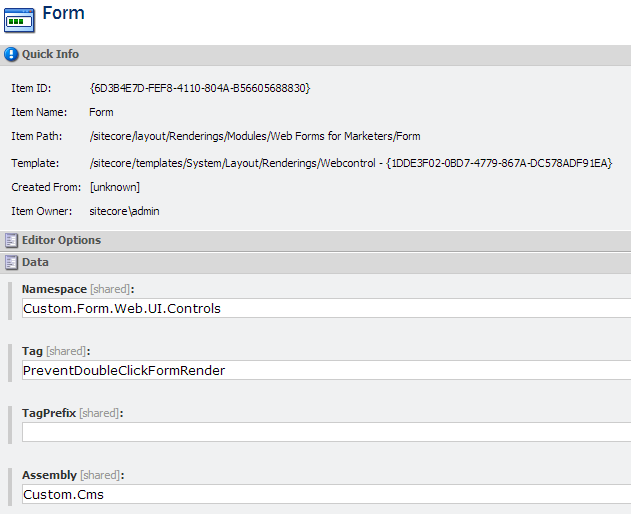 Form
Quick Info
Item ID: {6D3B4E7D-FEF8-4110-804A-B56605688830}
Item Name: Form
Item Path: /sitecore/layout/Renderings/Modules/Web Forms for Marketers/Form
Template: /sitecore/templates/System/Layout/Renderings/Webcontrol - {1DDE3F02-0BD7-4779-867A-DC578ADF91EA}
Created From: [unknown]
Item Owner: sitecore\admin
Editor Options
Data
Namespace [shared]:
Custom.Form.Web.UI.Controls
Tag [shared]:
PreventDoubleClickFormRender
TagPrefix [shared]:
Assembly [shared]:
Custom.Cms